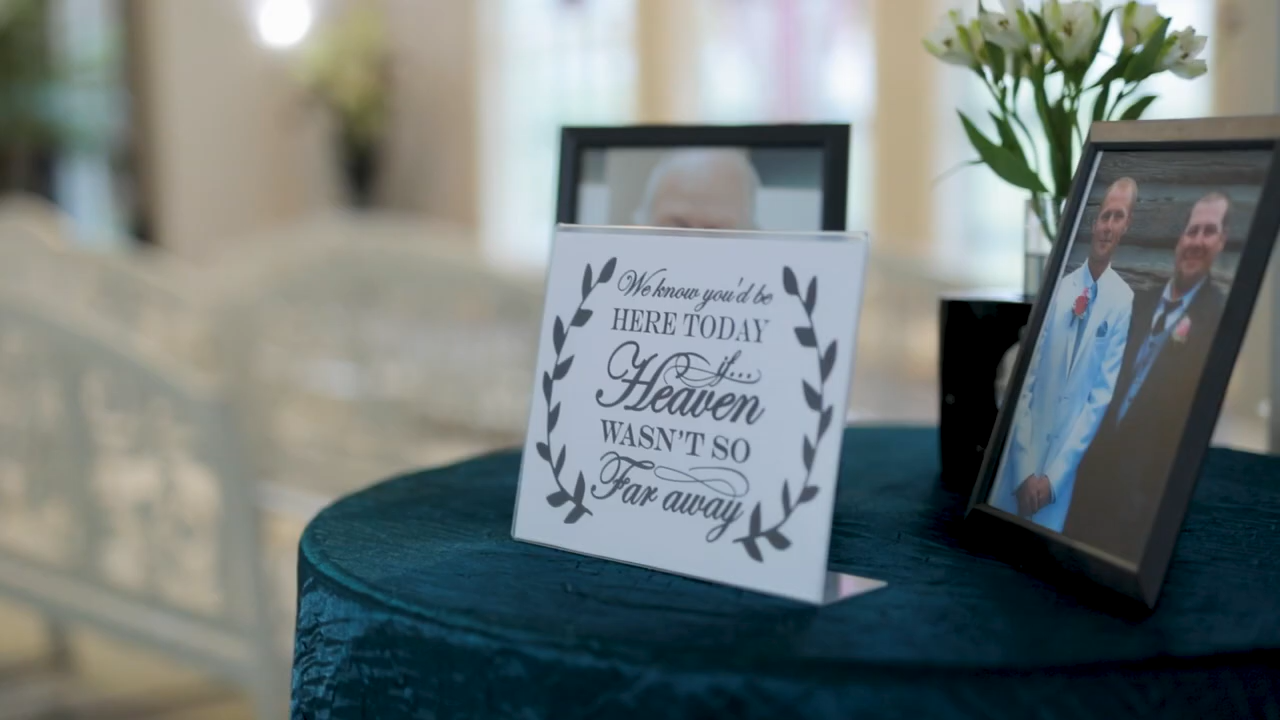 We know you'd be
HERE TODAY
if...
Heaven
WASN'T SO
Far away